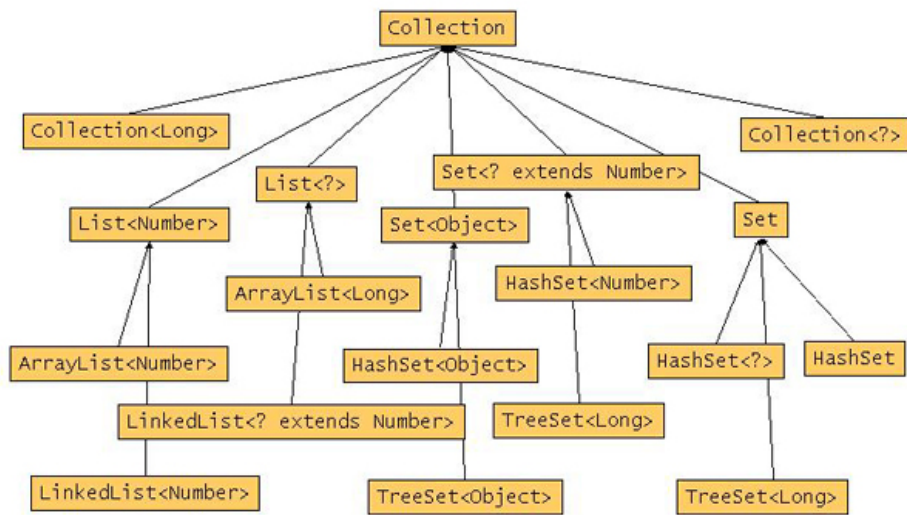 Collection
Collection<Long>
Collection<?>
List<?>
Set<? extends Number>
List<Number>
Set<Object>
Set
ArrayList<Long>
HashSet<Number>
ArrayList<Number>
HashSet<Object>
HashSet<?>
HashSet
LinkedList<? extends Number>
TreeSet<Long>
LinkedList<Number>
TreeSet<Object>
TreeSet<Long>